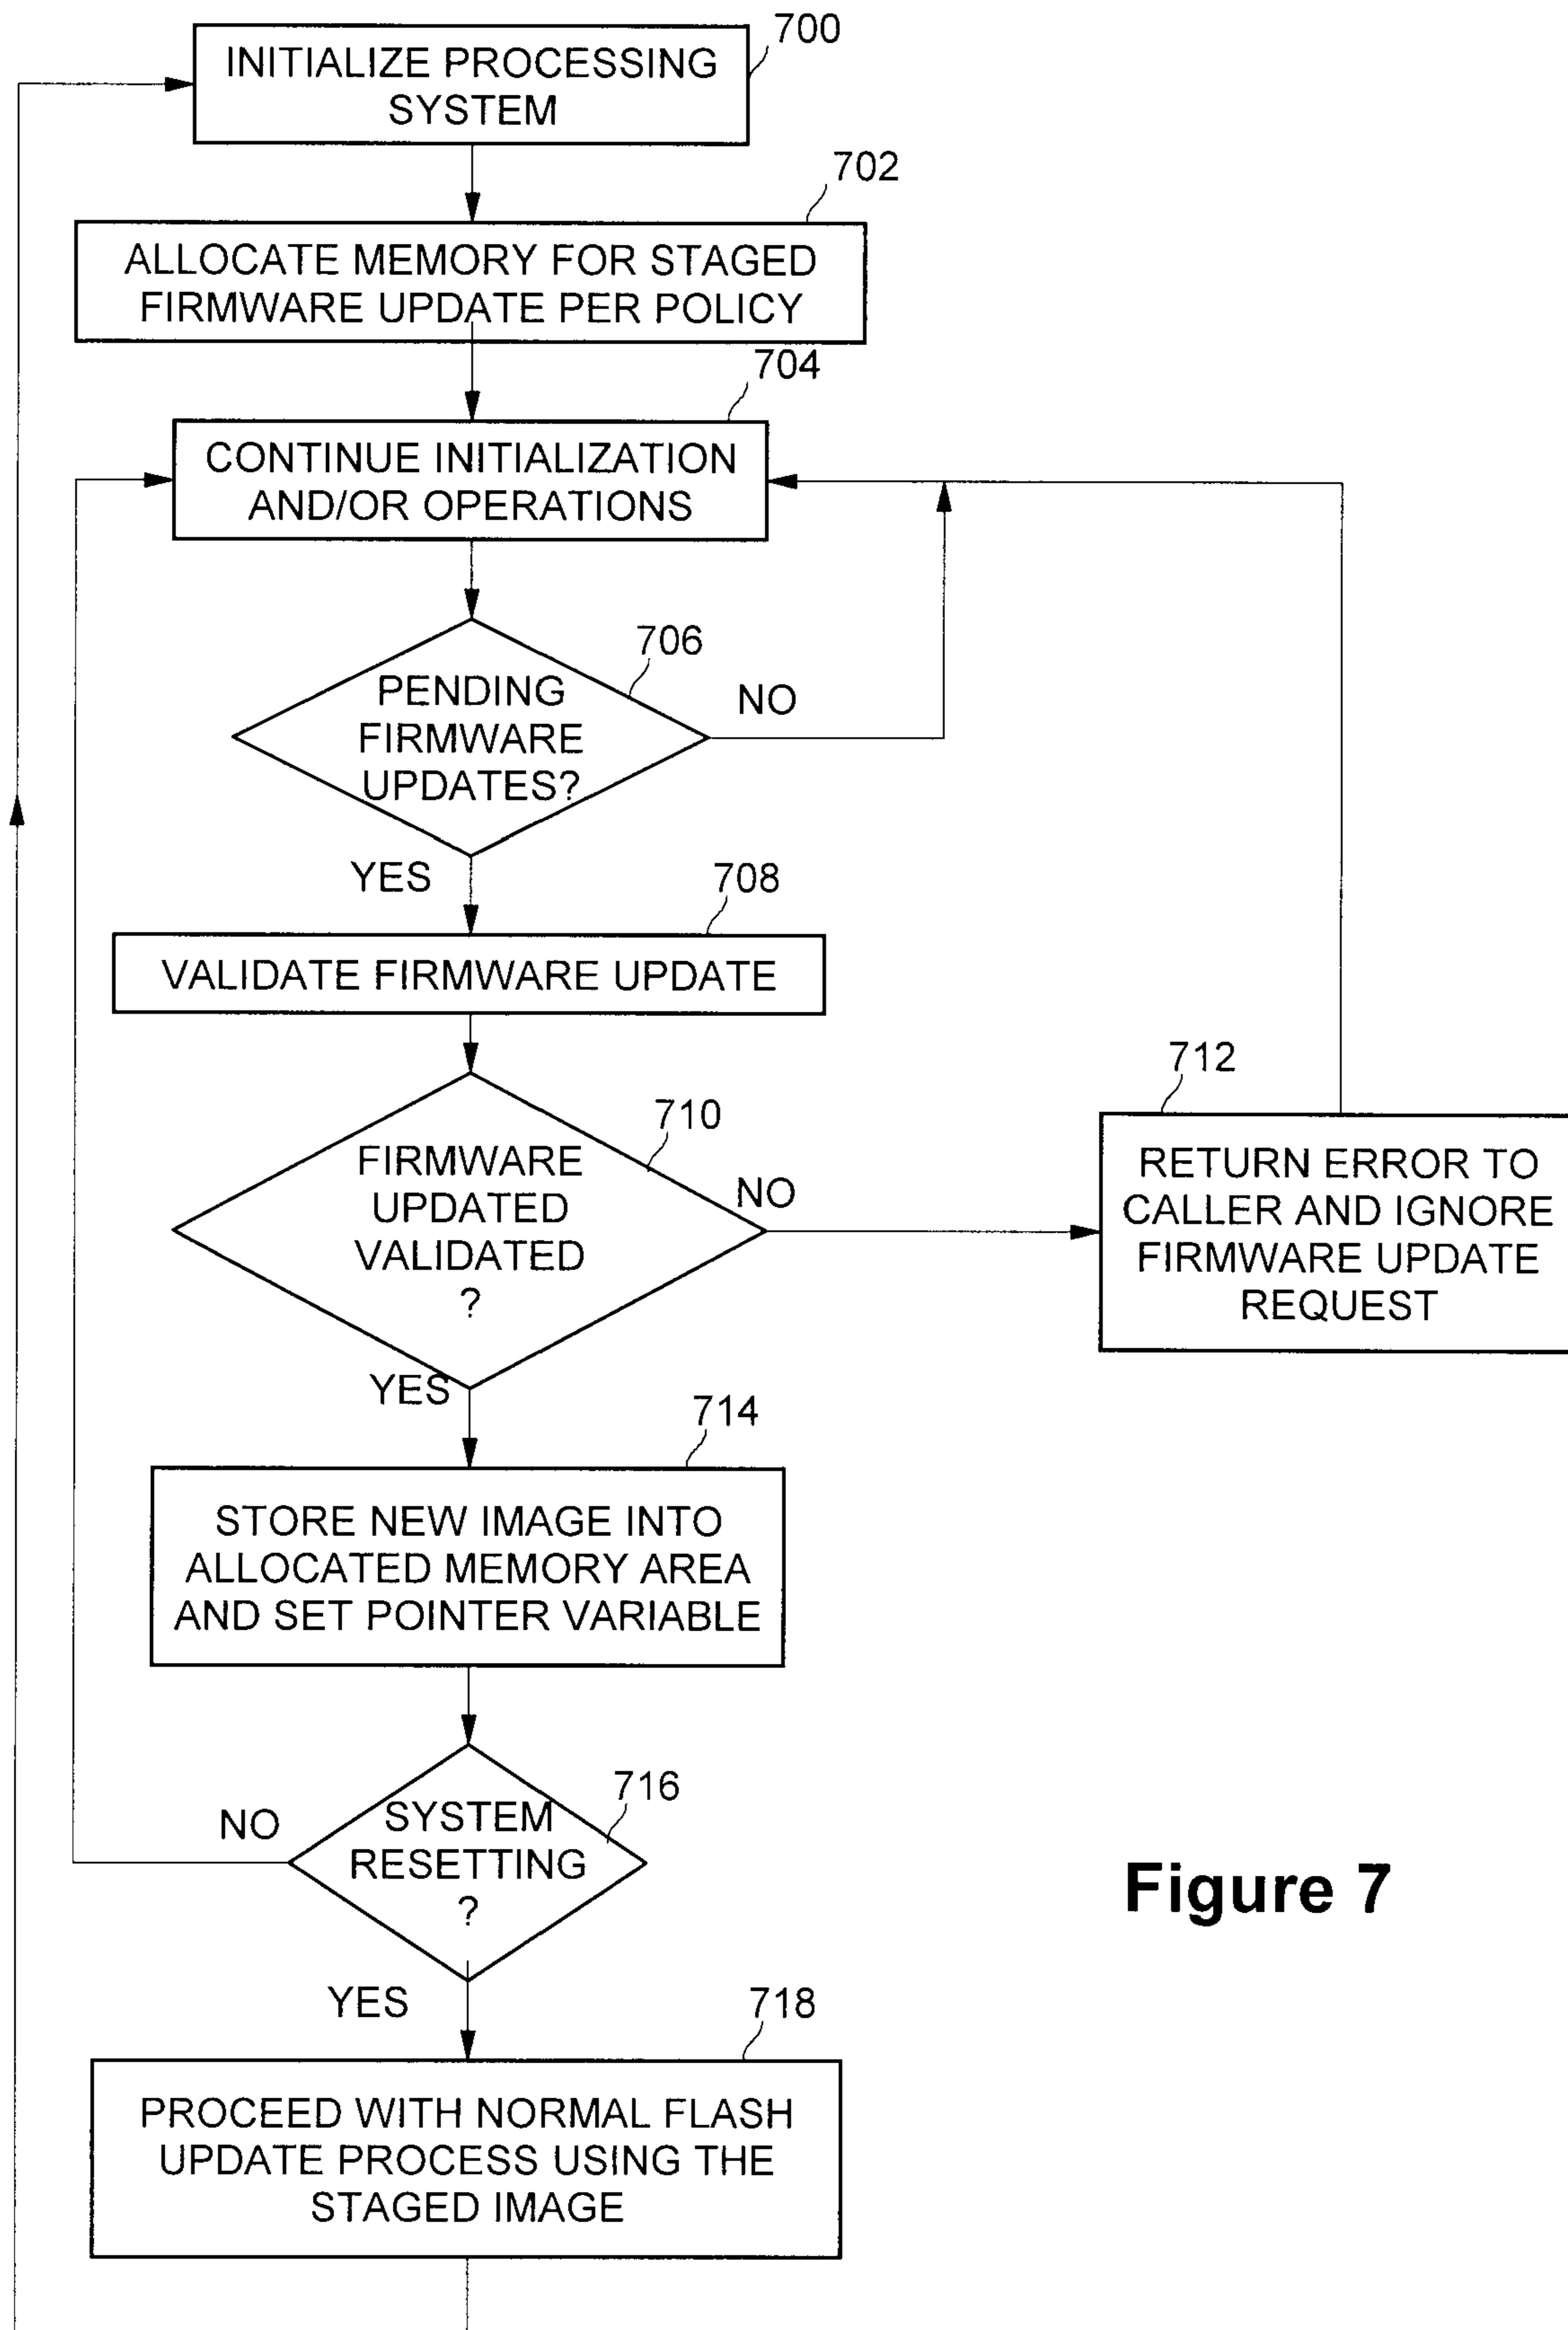 700
INITIALIZE PROCESSING
SYSTEM
702
ALLOCATE MEMORY FOR STAGED
FIRMWARE UPDATE PER POLICY
704
CONTINUE INITIALIZATION
AND/OR OPERATIONS
706
PENDING
FIRMWARE
UPDATES?
NO
YES
708
VALIDATE FIRMWARE UPDATE
710
FIRMWARE
UPDATED
VALIDATED
?
NO
712
RETURN ERROR TO
CALLER AND IGNORE
FIRMWARE UPDATE
REQUEST
YES
714
STORE NEW IMAGE INTO
ALLOCATED MEMORY AREA
AND SET POINTER VARIABLE
716
SYSTEM
RESETTING
?
NO
YES
Figure 7
718
PROCEED WITH NORMAL FLASH
UPDATE PROCESS USING THE
STAGED IMAGE